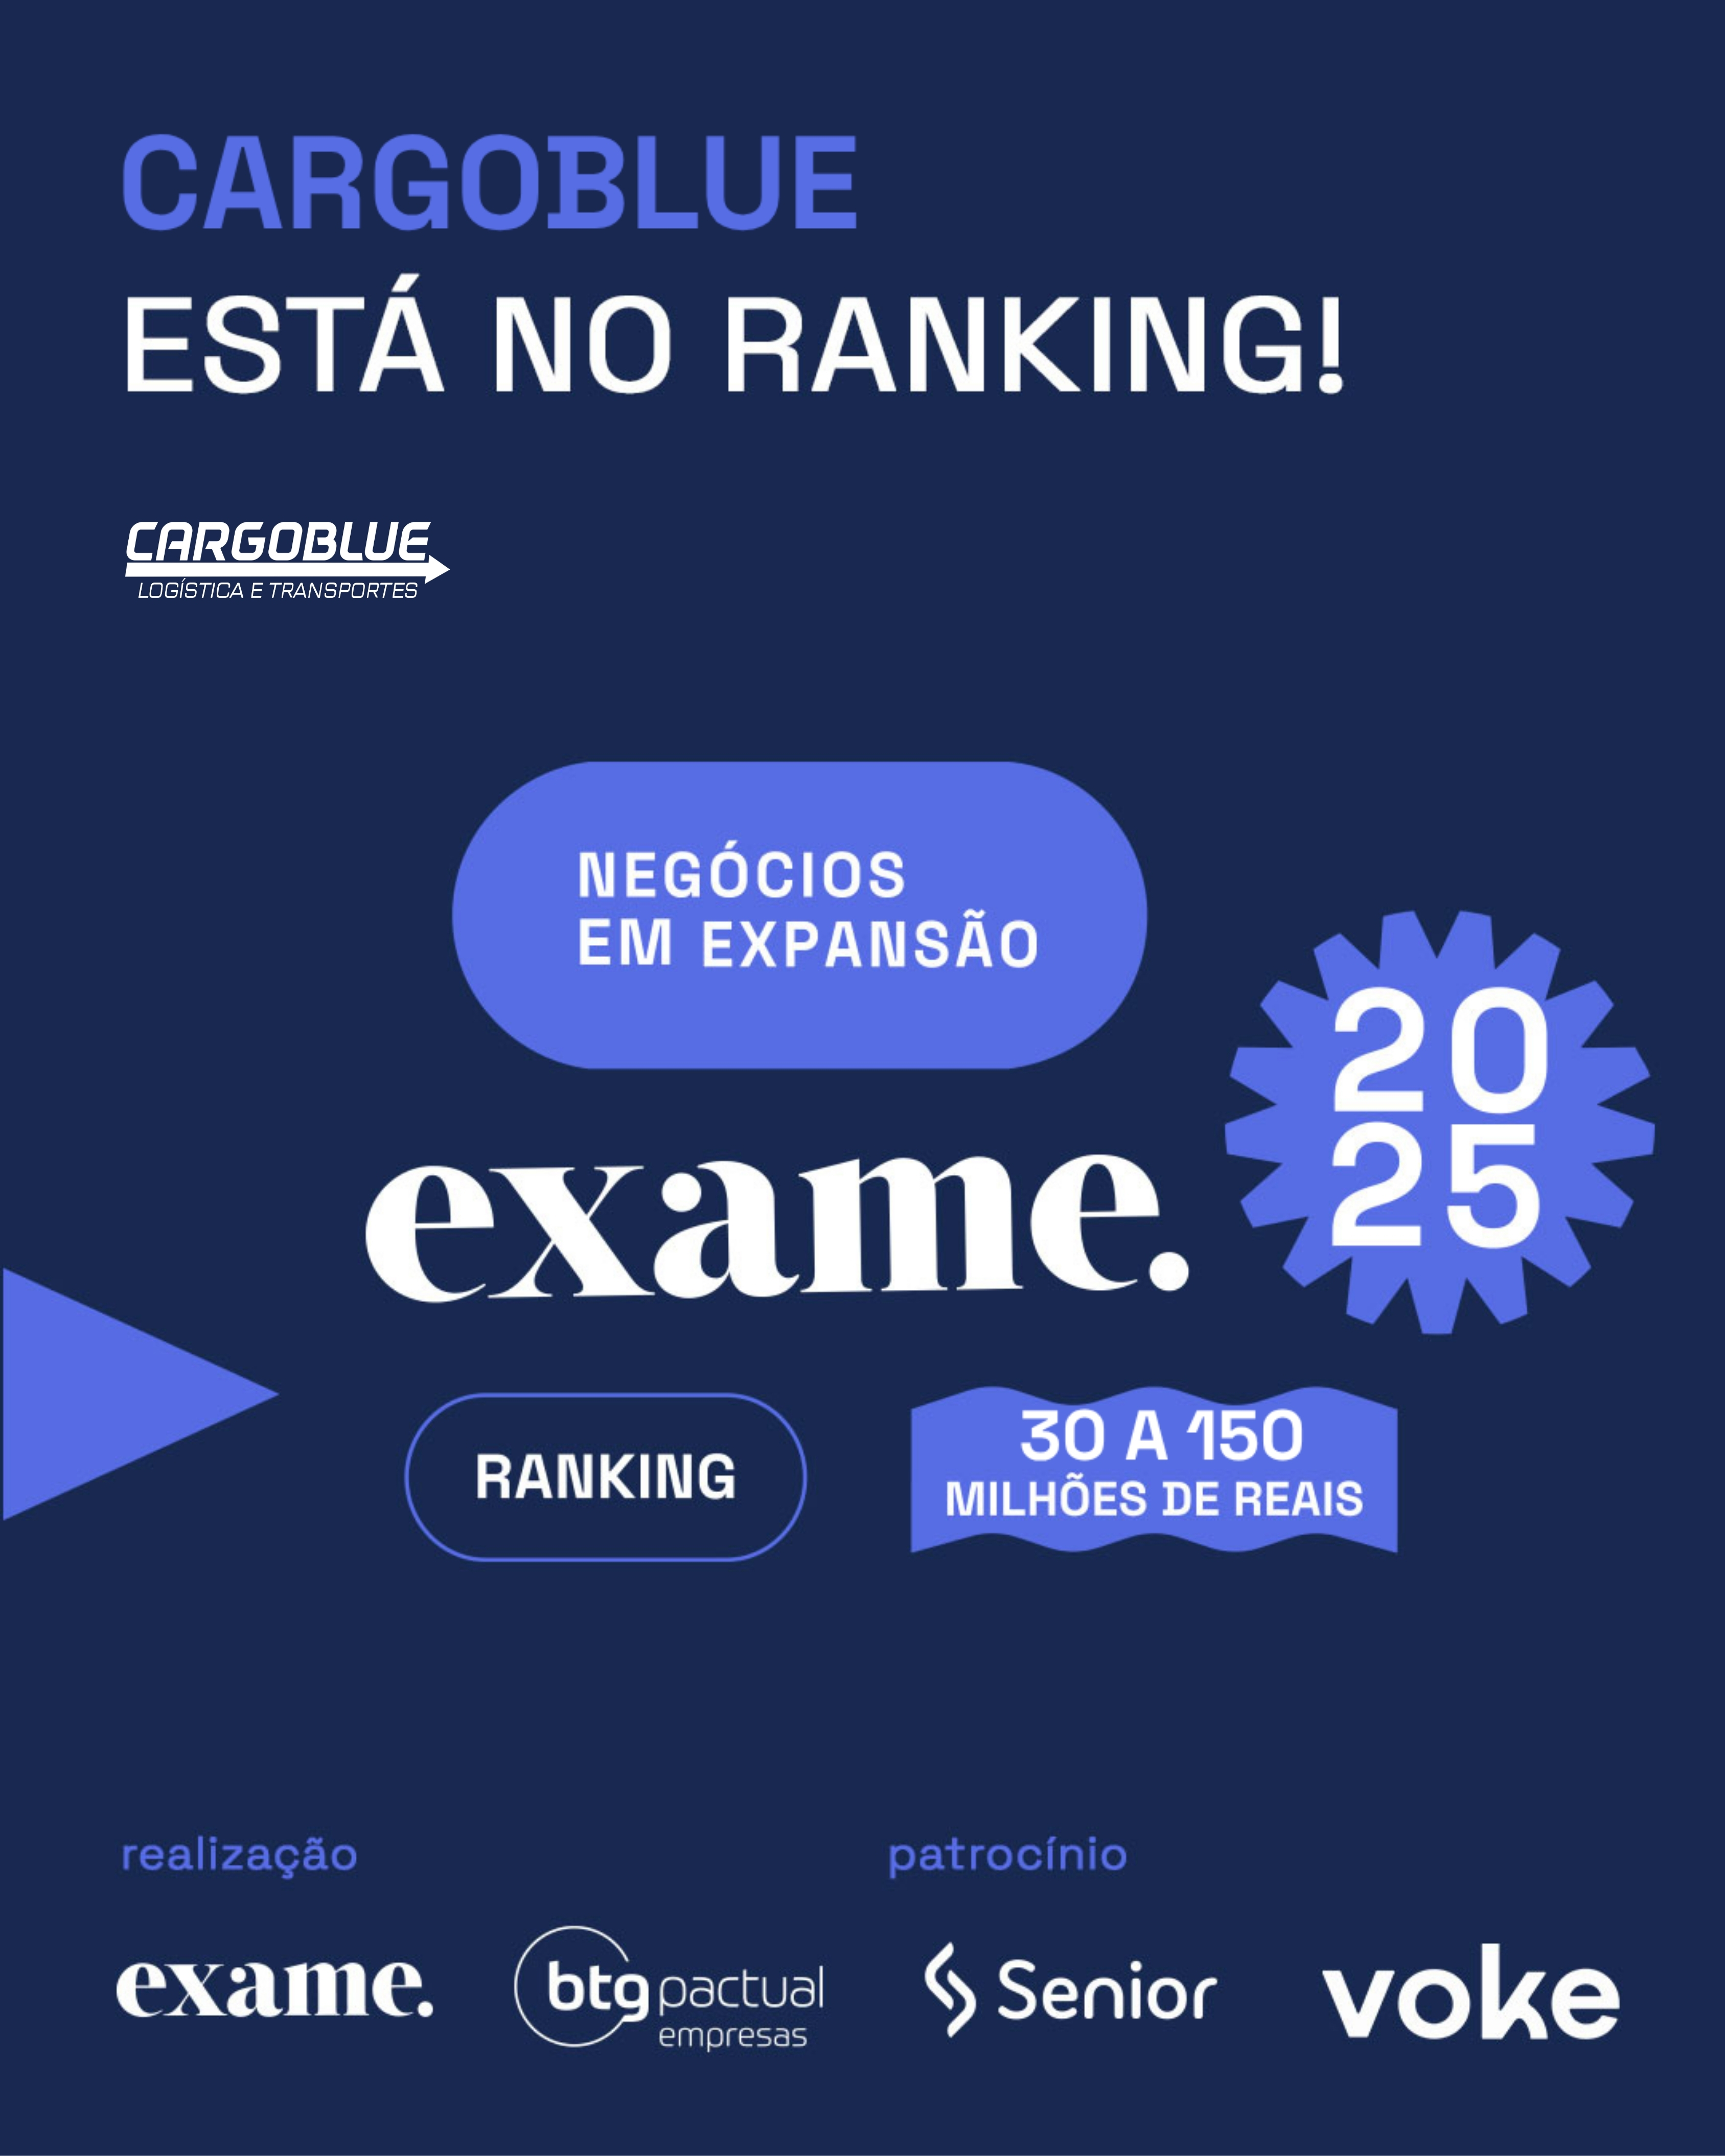 CARGOBLUE
ESTÁ NO RANKING!
CARGOBLUE
LOGÍSTICA E TRANSPORTES
NEGÓCIOS
EM EXPANSÃO
20
25
exame.
RANKING
30 A 150
MILHÕES DE REAIS
realização
patrocínio
exame.
btg pactual
empresas
Senior
voke